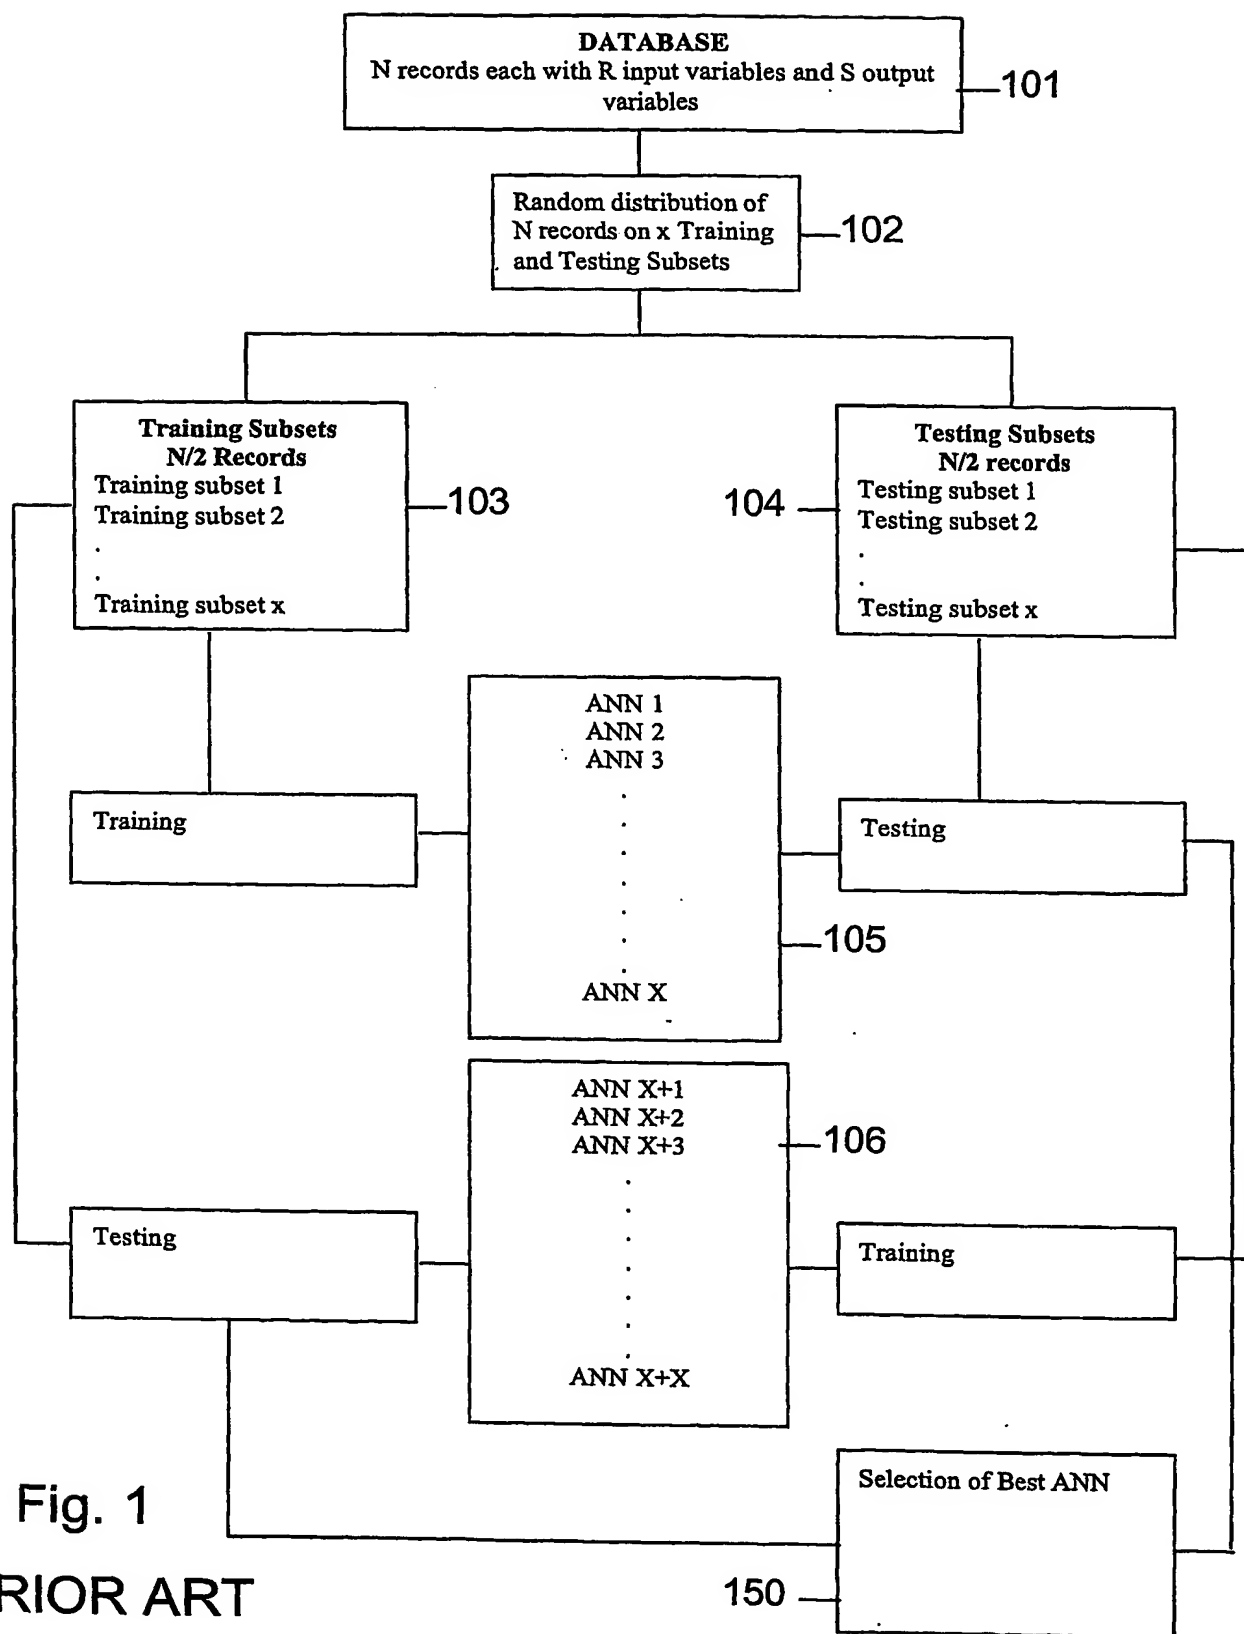 DATABASE
N records each with R input variables and S output
variables
101
Random distribution of
N records on x Training
and Testing Subsets
102
Training Subsets
N/2 Records
Training subset 1
Training subset 2
.
.
Training subset x
103
104
Testing Subsets
N/2 records
Testing subset 1
Testing subset 2
.
.
Testing subset x
ANN 1
ANN 2
ANN 3
.
.
.
.
.
.
.
ANN X
Training
Testing
105
ANN X+1
ANN X+2
ANN X+3
.
.
.
.
.
.
.
ANN X+X
106
Testing
Training
Selection of Best ANN
150
Fig. 1
RIOR ART